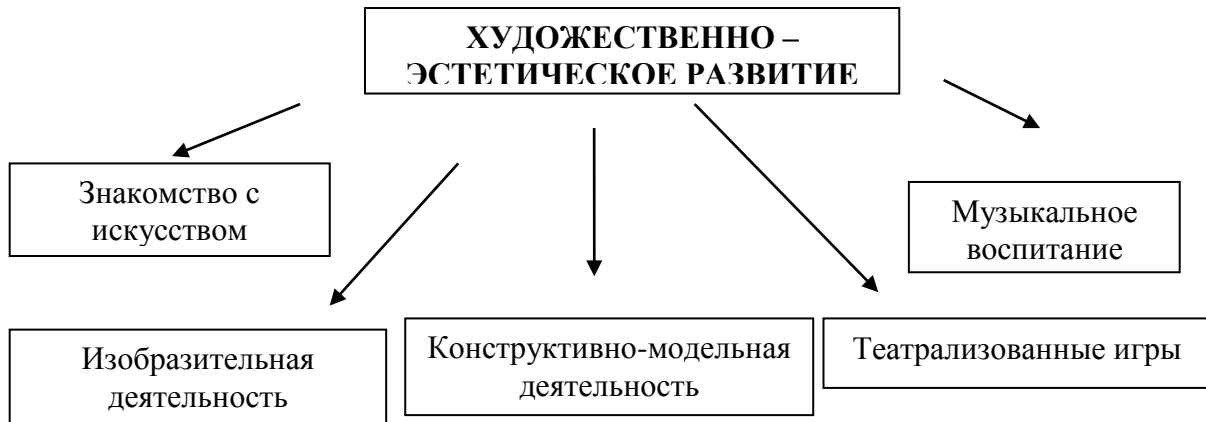 ХУДОЖЕСТВЕННО –
ЭСТЕТИЧЕСКОЕ РАЗВИТИЕ
Знакомство с
искусством
Музыкальное
воспитание
Изобразительная
деятельность
Конструктивно-модельная
деятельность
Театрализованные игры